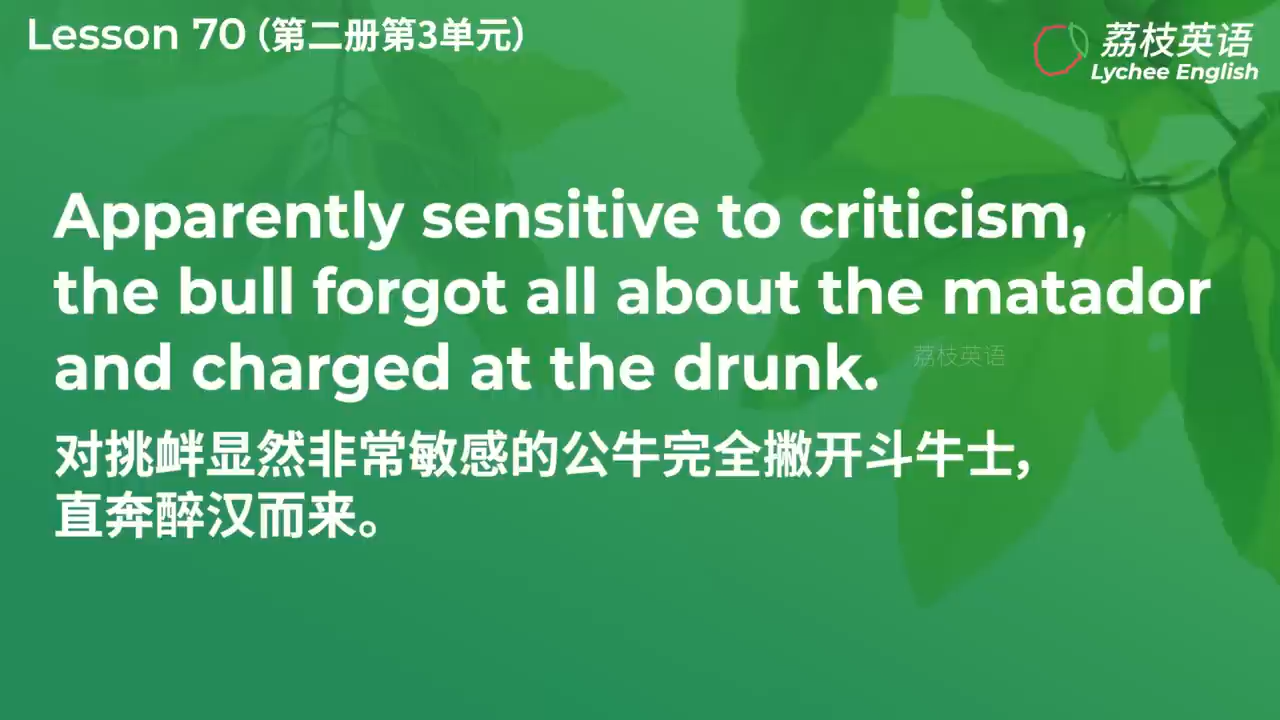 Lesson 70 (第二册第3单元)
荔枝英语
Lychee English
Apparently sensitive to criticism,
the bull forgot all about the matador
and charged at the drunk.
荔枝英语
对挑衅显然非常敏感的公牛完全撇开斗牛士,
直奔醉汉而来。